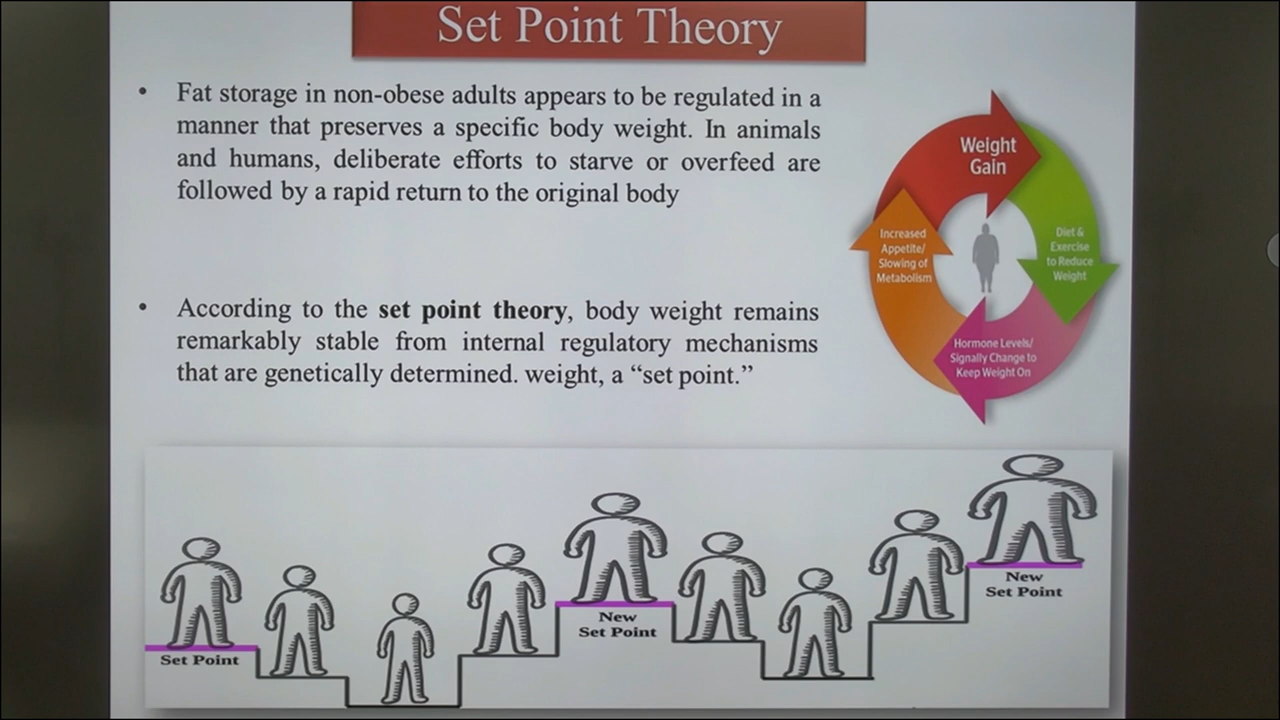 Set Point Theory
• Fat storage in non-obese adults appears to be regulated in a
manner that preserves a specific body weight. In animals
and humans, deliberate efforts to starve or overfeed are
followed by a rapid return to the original body
• According to the set point theory, body weight remains
remarkably stable from internal regulatory mechanisms
that are genetically determined. weight, a “set point.”
Weight
Gain
Diet &
Exercise
to Reduce
Weight
Hormone Levels/
Signally Change to
Keep Weight On
Increased
Appetite/
Slowing of
Metabolism
Set Point
New
Set Point
New
Set Point